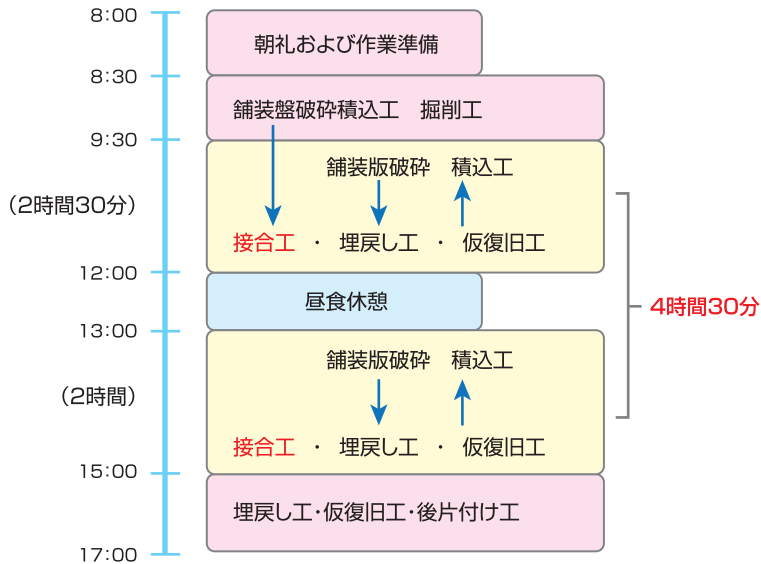 8:00
朝礼および作業準備
8:30
舗装盤破砕積込工 掘削工
9:30
舗装版破砕 積込工
（2時間30分）
接合工 ・ 埋戻し工 ・ 仮復旧工
12:00
昼食休憩
4時間30分
13:00
舗装版破砕 積込工
（2時間）
接合工 ・ 埋戻し工 ・ 仮復旧工
15:00
埋戻し工・仮復旧工・後片付け工
17:00